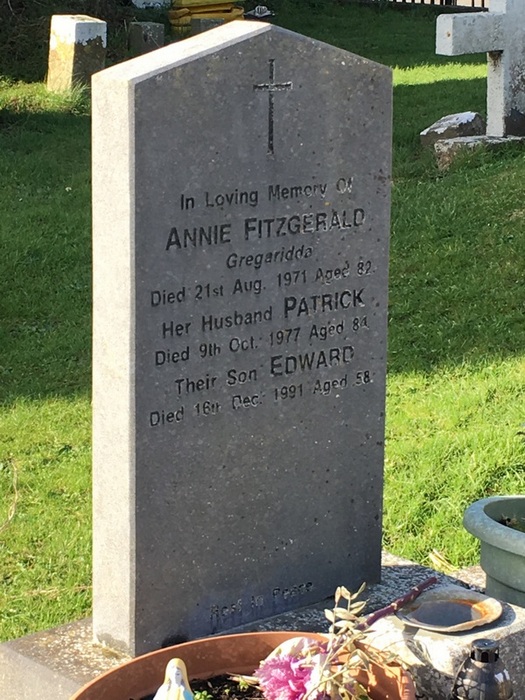 In Loving Memory Of
ANNIE FITZGERALD
Gregaridda
Died 21st Aug. 1971 Aged 82.
Her Husband PATRICK
Died 9th Oct. 1977 Aged 84.
Their Son EDWARD
Died 16th Dec. 1991 Aged 58.
Rest In Peace